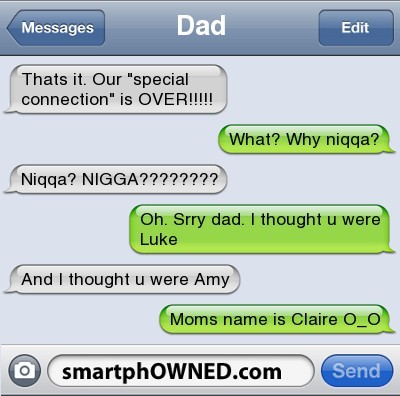 Messages
Dad
Edit
Thats it. Our "special
connection" is OVER!!!!!
What? Why niqqa?
Niqqa? NIGGA????????
Oh. Srry dad. I thought u were
Luke
And I thought u were Amy
Moms name is Claire O_O
smartphOWNED.com
Send